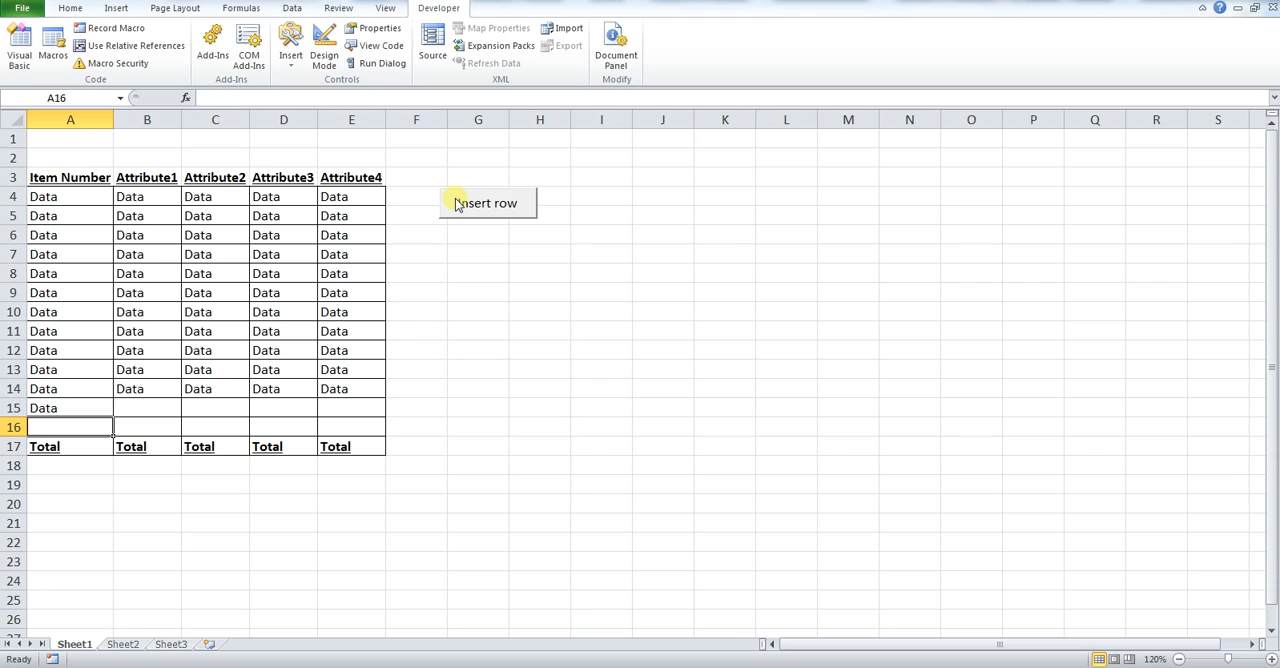 File Home Insert Page Layout Formulas Data Review View Developer
Visual Basic Macros Record Macro Use Relative References Macro Security Code
Add-Ins COM Add-Ins Add-Ins
Insert Design Mode Properties View Code Run Dialog Controls
Source Map Properties Expansion Packs Refresh Data Import Export XML
Document Panel Modify
A16 fx
A B C D E F G H I J K L M N O P Q R S
1
2
3 Item Number Attribute1 Attribute2 Attribute3 Attribute4
4 Data Data Data Data Data Insert row
5 Data Data Data Data Data
6 Data Data Data Data Data
7 Data Data Data Data Data
8 Data Data Data Data Data
9 Data Data Data Data Data
10 Data Data Data Data Data
11 Data Data Data Data Data
12 Data Data Data Data Data
13 Data Data Data Data Data
14 Data Data Data Data Data
15 Data
16
17 Total Total Total Total Total
18
19
20
21
22
23
24
25
26
27
Sheet1 Sheet2 Sheet3
Ready 120%